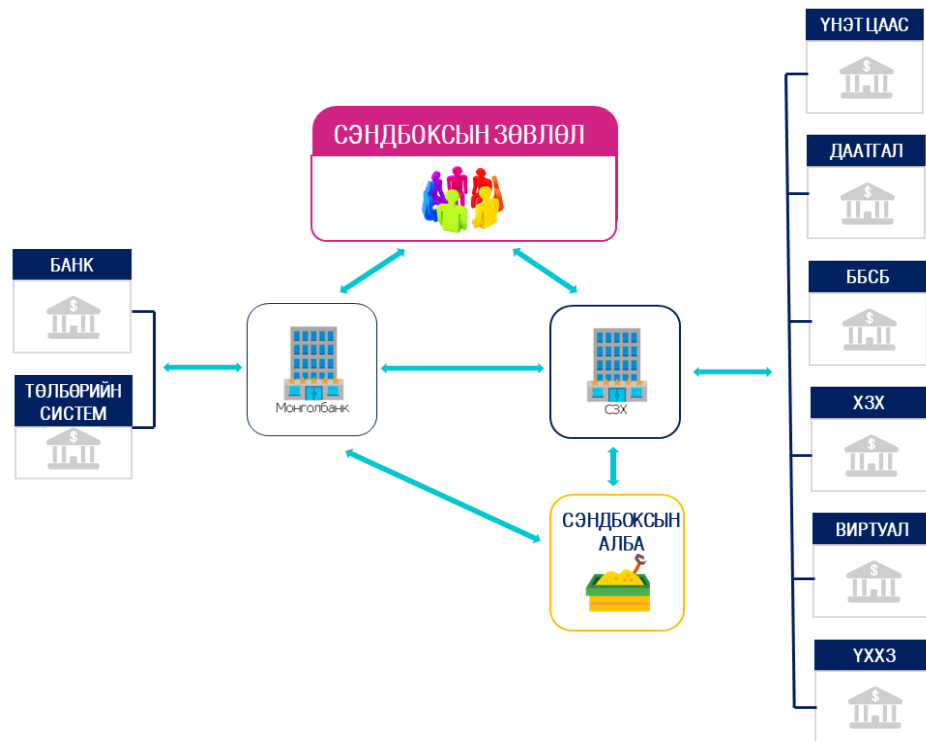 ҮНЭТ ЦААС
СЭНДБОКСЫН ЗӨВЛӨЛ
ДААТГАЛ
БАНК
ББСБ
ТӨЛБӨРИЙН
СИСТЕМ
Монголбанк
СЗХ
ХЗХ
СЭНДБОКСЫН
АЛБА
ВИРТУАЛ
ҮХХЗ